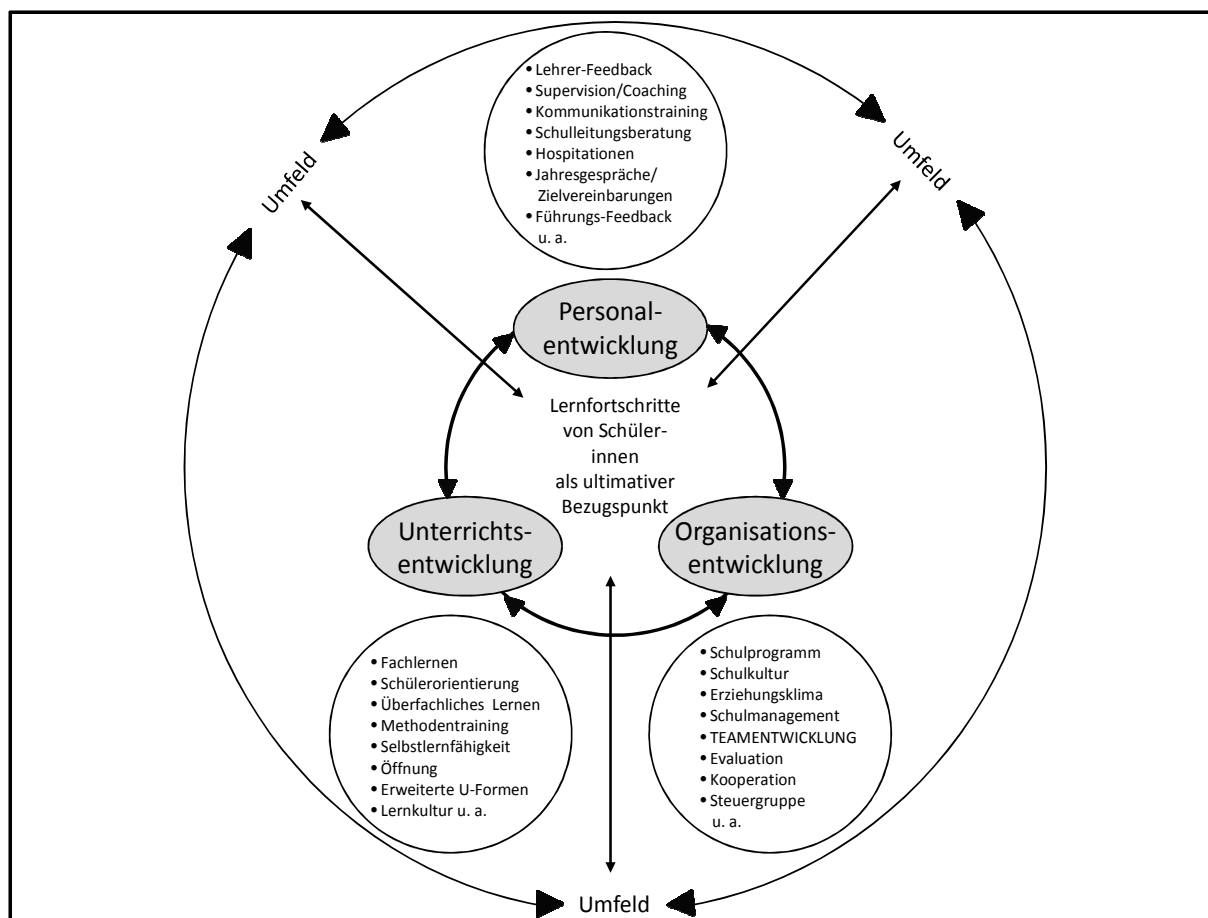 • Lehrer-Feedback
• Supervision/Coaching
• Kommunikationstraining
• Schulleitungsberatung
• Hospitationen
• Jahresgespräche/
Zielvereinbarungen
• Führungs-Feedback
u. a.
Umfeld
Umfeld
Personal-
entwicklung
Lernfortschritte
von Schüler-
innen
als ultimativer
Bezugspunkt
Unterrichts-
entwicklung
Organisations-
entwicklung
• Fachlernen
• Schülerorientierung
• Überfachliches Lernen
• Methodentraining
• Selbstlernfähigkeit
• Öffnung
• Erweiterte U-Formen
• Lernkultur u. a.
• Schulprogramm
• Schulkultur
• Erziehungsklima
• Schulmanagement
• TEAMENTWICKLUNG
• Evaluation
• Kooperation
• Steuergruppe
u. a.
Umfeld